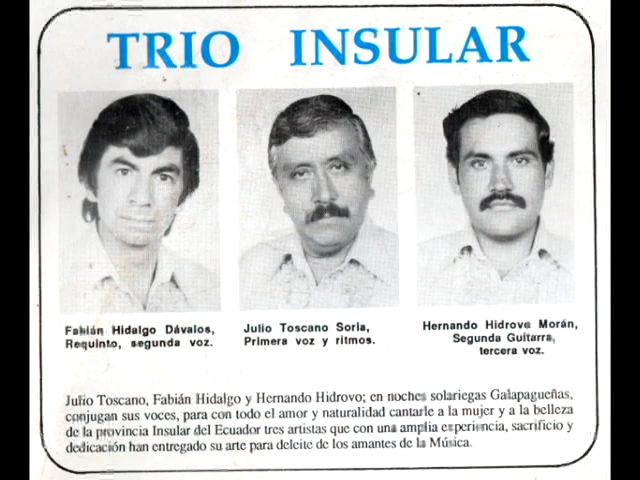 TRIO INSULAR
Fabián Hidalgo Dávalos,
Requinto, segunda voz.
Julio Toscano Soria,
Primera voz y ritmos.
Hernando Hidrovo Morán,
Segunda Guitarra,
tercera voz.
Julio Toscano, Fabián Hidalgo y Hernando Hidrovo; en noches solariegas Galapagueñas,
conjugan sus voces, para con todo el amor y naturalidad cantarle a la mujer y a la belleza
de la provincia Insular del Ecuador tres artistas que con una amplia experiencia, sacrificio y
dedicación han entregado su arte para deleite de los amantes de la Música.